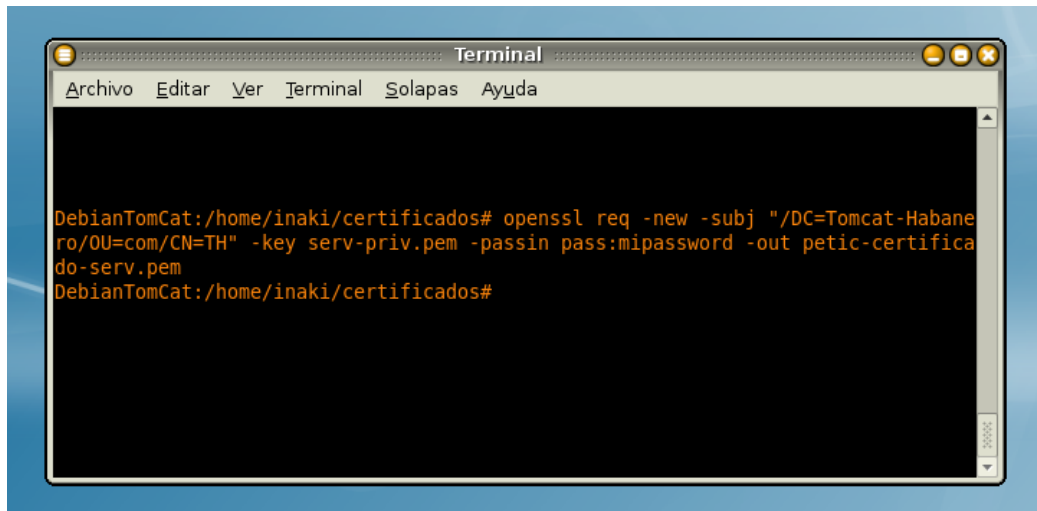 Terminal
Archivo Editar Ver Terminal Solapas Ayuda
DebianTomCat:/home/inaki/certificados# openssl req -new -subj "/DC=Tomcat-Habane
ro/OU=com/CN=TH" -key serv-priv.pem -passin pass:mipassword -out petic-certifica
do-serv.pem
DebianTomCat:/home/inaki/certificados#